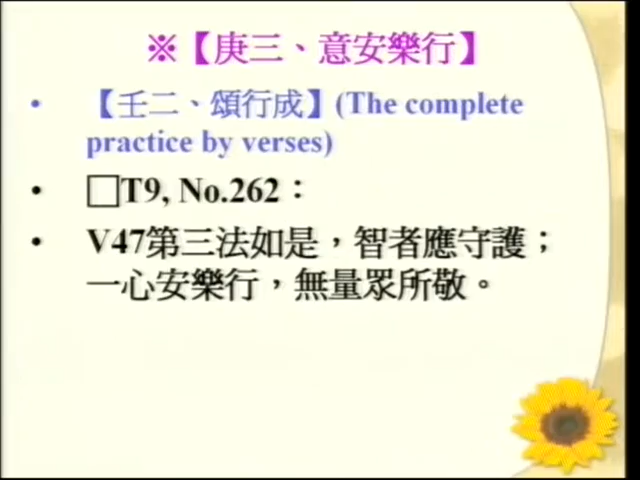 ※【庚三、意安樂行】
• 【壬二、頌行成】(The complete
practice by verses)
• □T9, No.262：
• V47第三法如是，智者應守護；
一心安樂行，無量眾所敬。